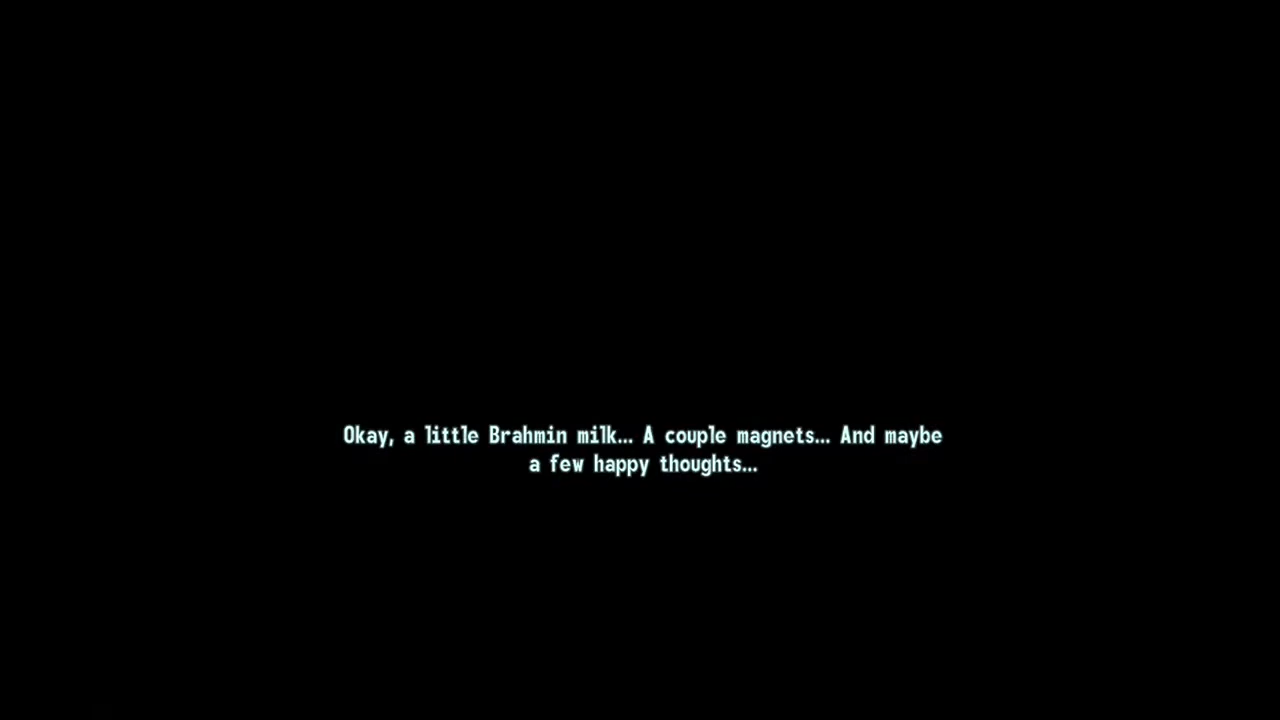 Okay, a little Brahmin milk... A couple magnets... And maybe
a few happy thoughts...